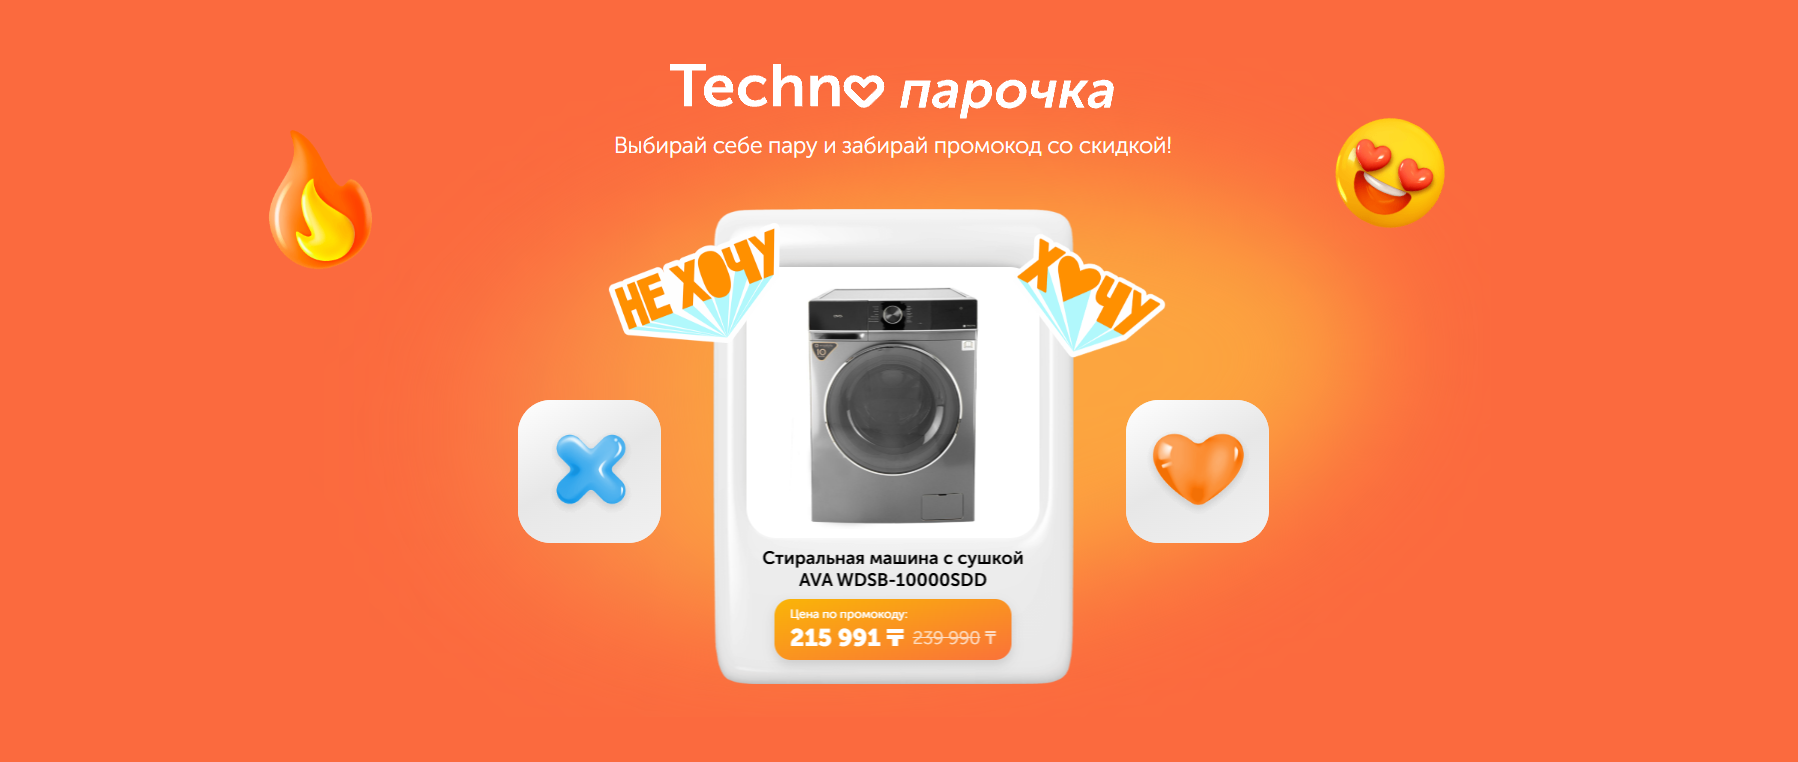 Techno парочка
Выбирай себе пару и забирай промокод со скидкой!
НЕ ХОЧУ
ХОЧУ
10
Стиральная машина с сушкой
AVA WDSB-10000SDD
Цена по промокоду:
215 991 ₸ 239 990 ₸